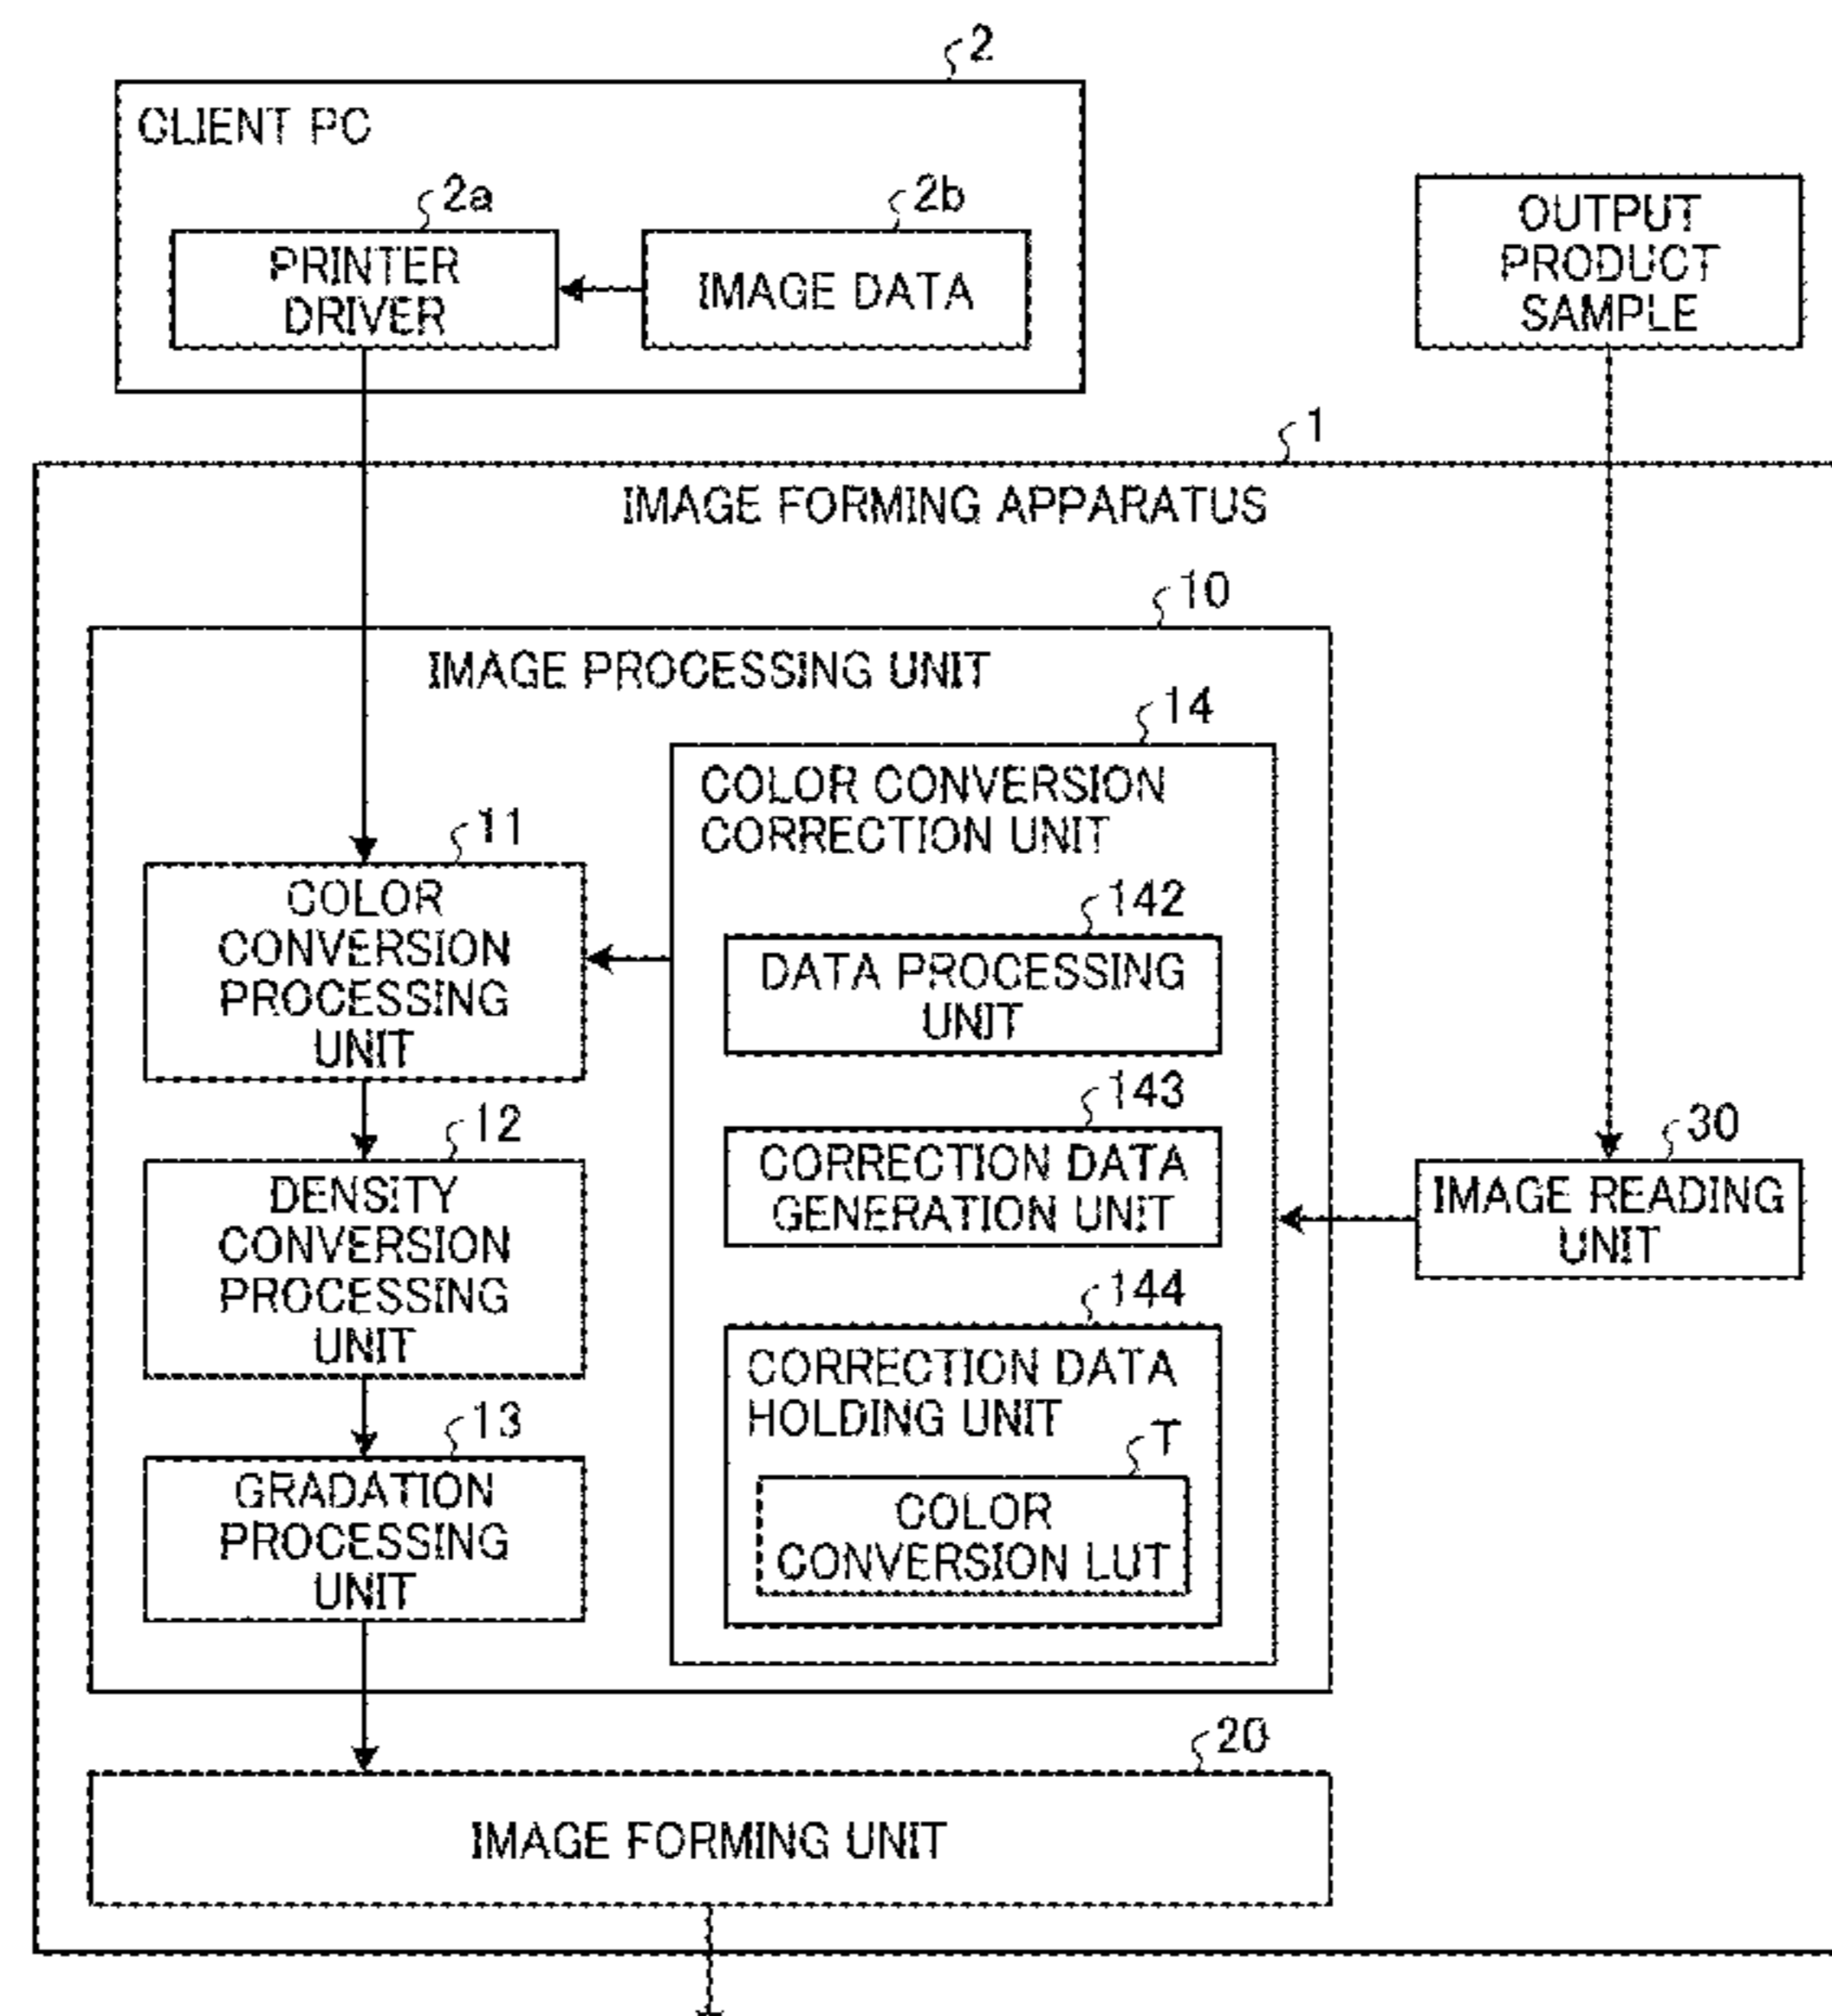 2
CLIENT PC
2a
2b
PRINTER
DRIVER
IMAGE DATA
OUTPUT
PRODUCT
SAMPLE
1
IMAGE FORMING APPARATUS
10
IMAGE PROCESSING UNIT
14
COLOR CONVERSION
CORRECTION UNIT
11
COLOR
CONVERSION
PROCESSING
UNIT
142
DATA PROCESSING
UNIT
143
CORRECTION DATA
GENERATION UNIT
12
DENSITY
CONVERSION
PROCESSING
UNIT
30
IMAGE READING
UNIT
144
CORRECTION DATA
HOLDING UNIT
T
COLOR
CONVERSION LUT
13
GRADATION
PROCESSING
UNIT
20
IMAGE FORMING UNIT